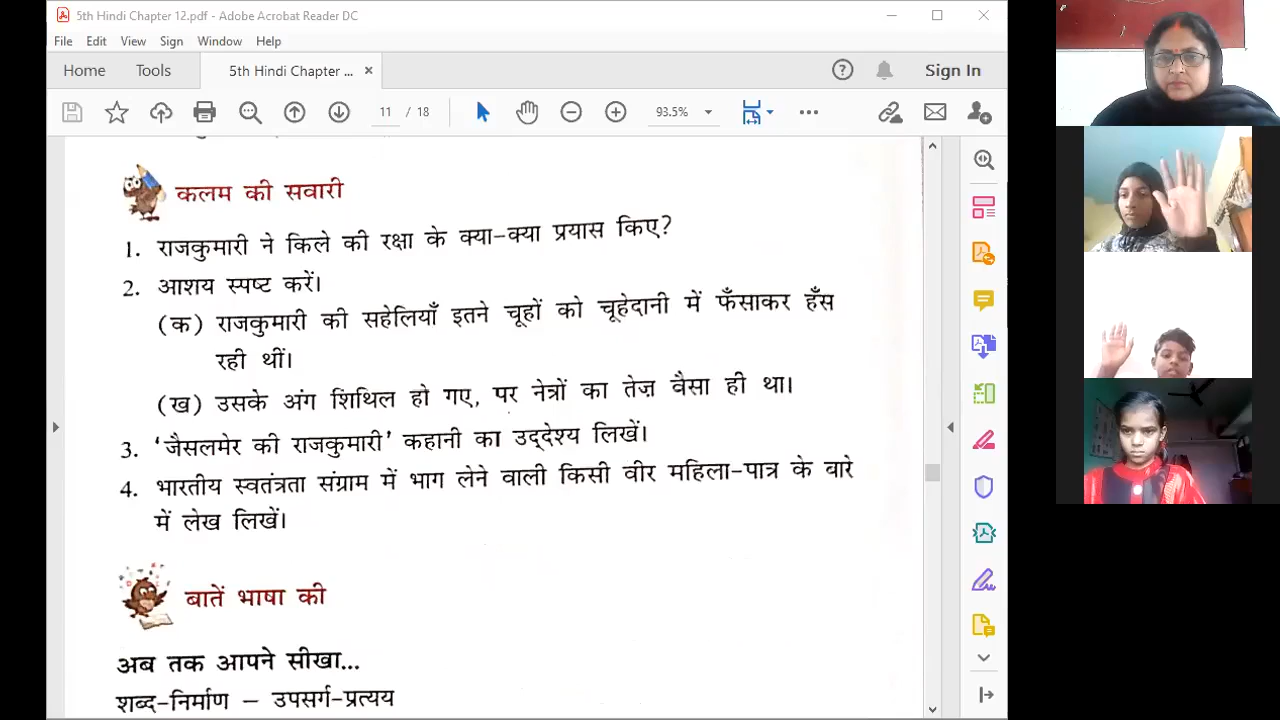 5th Hindi Chapter 12.pdf - Adobe Acrobat Reader DC
File Edit View Sign Window Help
Home Tools 5th Hindi Chapter ... × Sign In
11 / 18 93.5%
कलम की सवारी
1. राजकुमारी ने किले की रक्षा के क्या-क्या प्रयास किए?
2. आशय स्पष्ट करें।
(क) राजकुमारी की सहेलियाँ इतने चूहों को चूहेदानी में फँसाकर हँस
रही थीं।
(ख) उसके अंग शिथिल हो गए, पर नेत्रों का तेज़ वैसा ही था।
3. 'जैसलमेर की राजकुमारी' कहानी का उद्देश्य लिखें।
4. भारतीय स्वतंत्रता संग्राम में भाग लेने वाली किसी वीर महिला-पात्र के बारे
में लेख लिखें।
बातें भाषा की
अब तक आपने सीखा...
शब्द-निर्माण – उपसर्ग-प्रत्यय